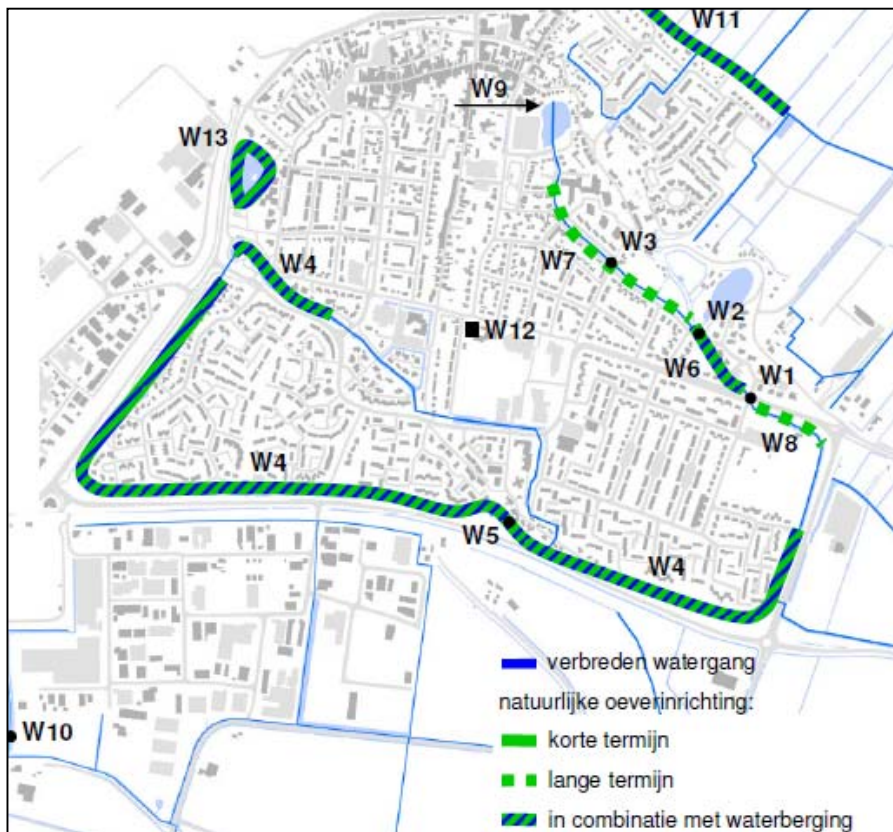 W11
W9
W13
W3
W4
W7
W2
W12
W6
W1
W8
W4
W5
W4
verbreden watergang
natuurlijke oeverinrichting:
W10
korte termijn
lange termijn
in combinatie met waterberging